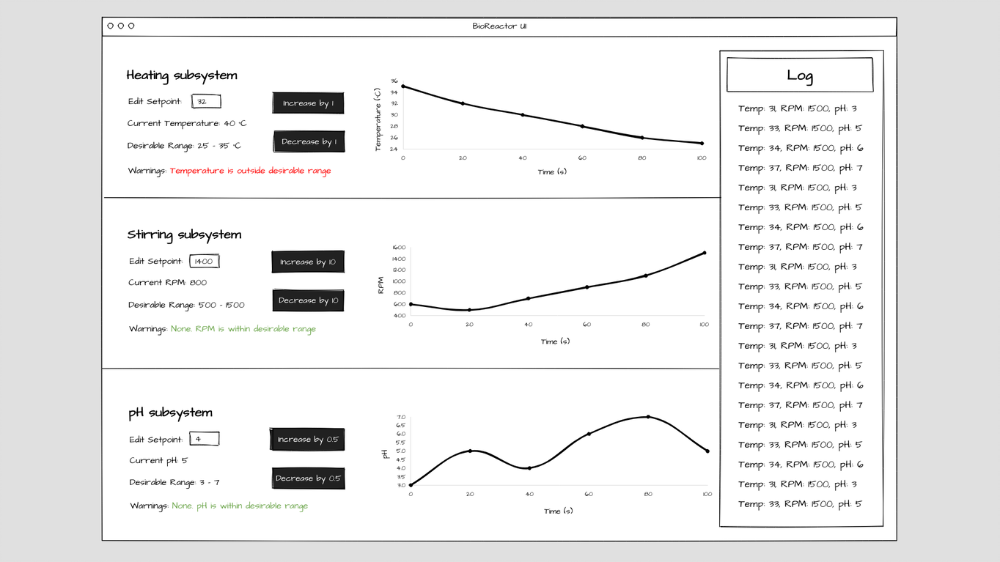 BioReactor UI
Heating subsystem
Edit Setpoint: 32
Increase by 1
Current Temperature: 40 °C
Decrease by 1
Desirable Range: 25 - 35 °C
Warnings: Temperature is outside desirable range
Temperature (°C)
36
34
32
30
28
26
24
0 20 40 60 80 100
Time (s)
Stirring subsystem
Edit Setpoint: 1400
Increase by 10
Current RPM: 800
Decrease by 10
Desirable Range: 500 - 1500
Warnings: None. RPM is within desirable range
RPM
1600
1400
1200
1000
800
600
400
0 20 40 60 80 100
Time (s)
pH subsystem
Edit Setpoint: 4
Increase by 0.5
Current pH: 5
Decrease by 0.5
Desirable Range: 3 - 7
Warnings: None. pH is within desirable range
pH
7.0
6.5
6.0
5.5
5.0
4.5
4.0
3.5
3.0
0 20 40 60 80 100
Time (s)
Log
Temp: 31, RPM: 1500, pH: 3
Temp: 33, RPM: 1500, pH: 5
Temp: 34, RPM: 1500, pH: 6
Temp: 37, RPM: 1500, pH: 7
Temp: 31, RPM: 1500, pH: 3
Temp: 33, RPM: 1500, pH: 5
Temp: 34, RPM: 1500, pH: 6
Temp: 37, RPM: 1500, pH: 7
Temp: 31, RPM: 1500, pH: 3
Temp: 33, RPM: 1500, pH: 5
Temp: 34, RPM: 1500, pH: 6
Temp: 37, RPM: 1500, pH: 7
Temp: 31, RPM: 1500, pH: 3
Temp: 33, RPM: 1500, pH: 5
Temp: 34, RPM: 1500, pH: 6
Temp: 37, RPM: 1500, pH: 7
Temp: 31, RPM: 1500, pH: 3
Temp: 33, RPM: 1500, pH: 5
Temp: 34, RPM: 1500, pH: 6
Temp: 31, RPM: 1500, pH: 3
Temp: 33, RPM: 1500, pH: 5